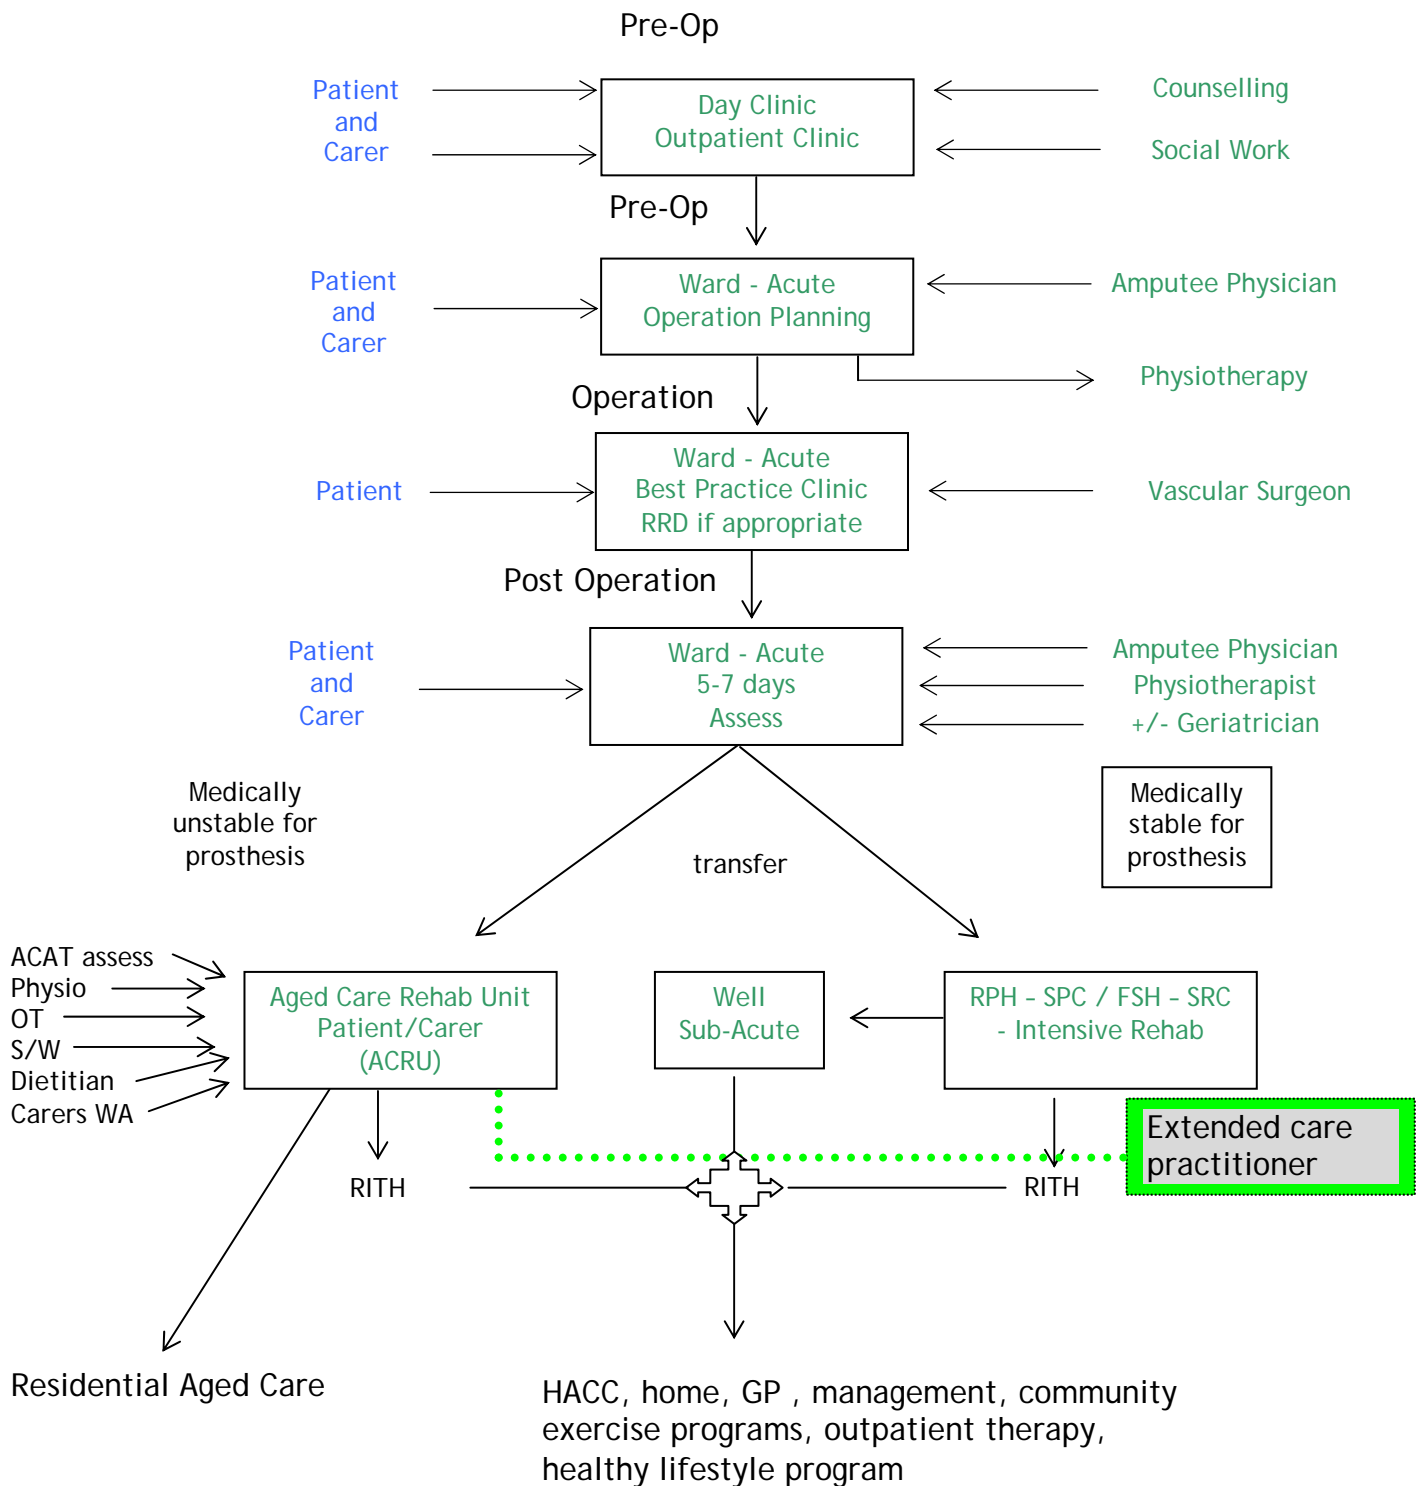 Pre-Op
Patient
and
Carer
Day Clinic
Outpatient Clinic
Counselling
Social Work
Pre-Op
Patient
and
Carer
Ward - Acute
Operation Planning
Amputee Physician
Physiotherapy
Operation
Patient
Ward - Acute
Best Practice Clinic
RRD if appropriate
Vascular Surgeon
Post Operation
Patient
and
Carer
Ward - Acute
5-7 days
Assess
Amputee Physician
Physiotherapist
+/- Geriatrician
Medically
unstable for
prosthesis
transfer
Medically
stable for
prosthesis
ACAT assess
Physio
OT
S/W
Dietitian
Carers WA
Aged Care Rehab Unit
Patient/Carer
(ACRU)
Well
Sub-Acute
RPH – SPC / FSH – SRC
- Intensive Rehab
Extended care
practitioner
RITH
RITH
Residential Aged Care
HACC, home, GP , management, community
exercise programs, outpatient therapy,
healthy lifestyle program